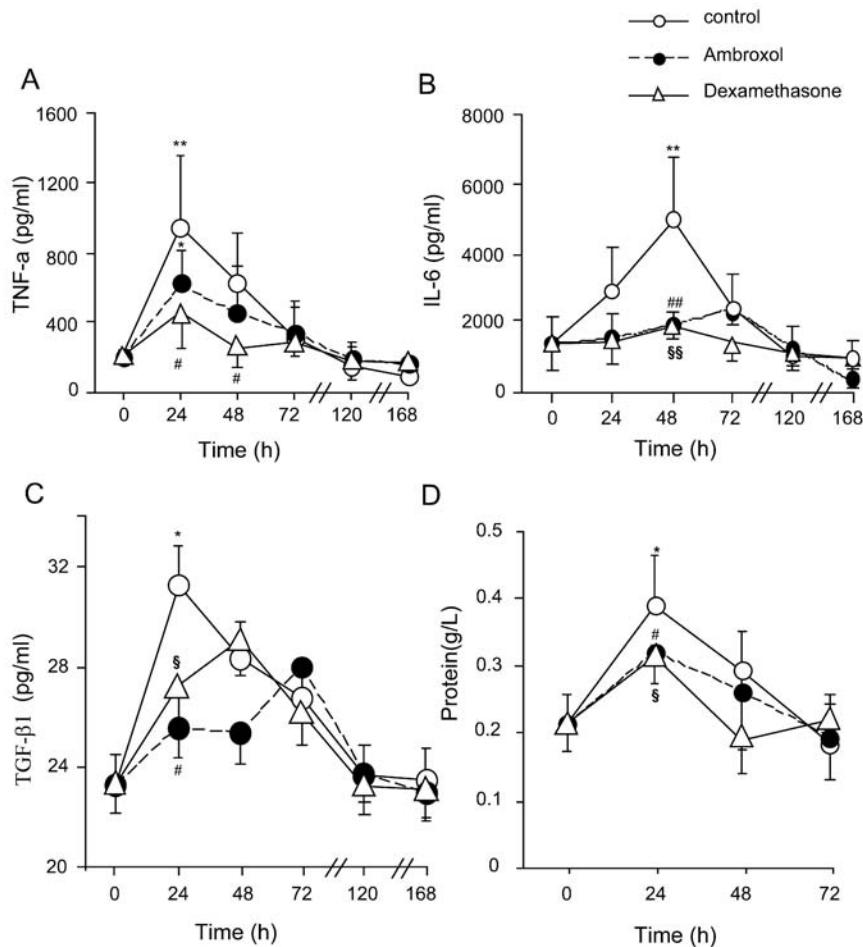 control
Ambroxol
Dexamethasone
A
TNF-a (pg/ml)
1600
1200
800
400
0
**
*
#
#
0 24 48 72 120 168
Time (h)
B
IL-6 (pg/ml)
8000
6000
4000
2000
0
**
##
§§
0 24 48 72 120 168
Time (h)
C
TGF-β1 (pg/ml)
32
28
24
20
*
§
#
0 24 48 72 120 168
Time (h)
D
Protein(g/L)
0.5
0.4
0.3
0.2
0.1
0
*
#
§
0 24 48 72
Time (h)